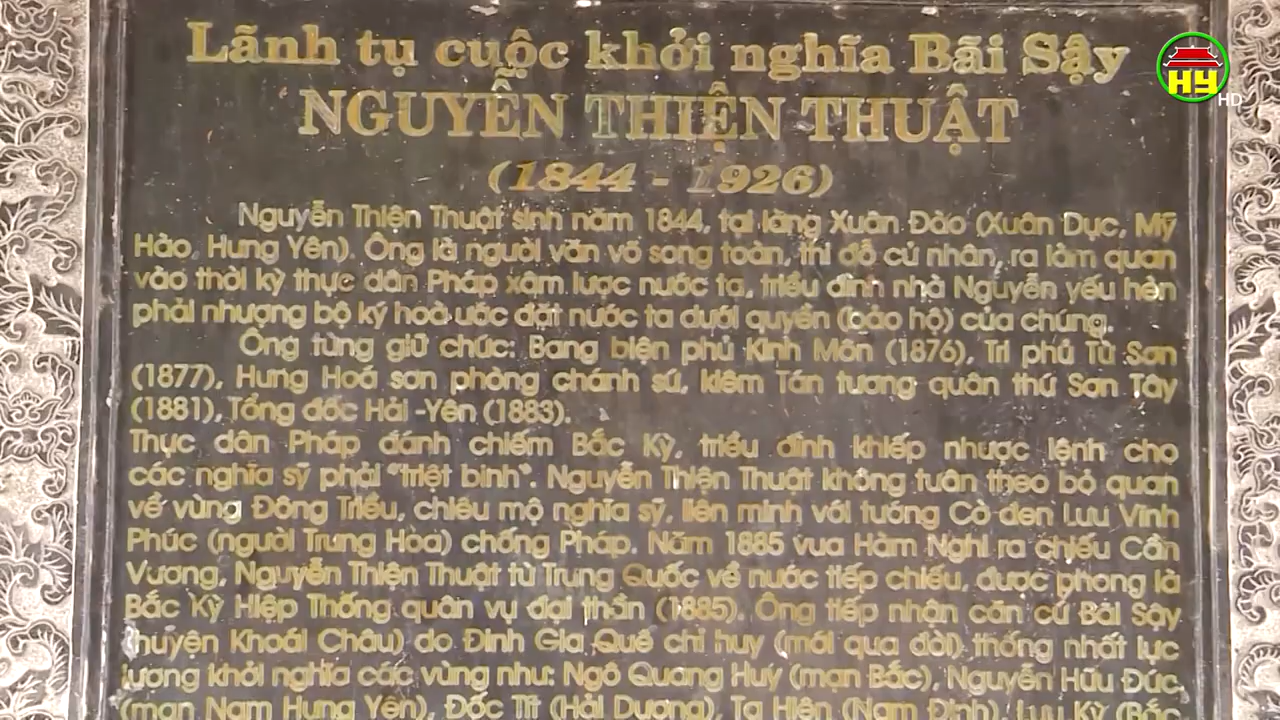 Lãnh tụ cuộc khởi nghĩa Bãi Sậy
NGUYỄN THIỆN THUẬT
(1844 - 1926)
Nguyễn Thiện Thuật sinh năm 1844, tại làng Xuân Đào (Xuân Dục, Mỹ
Hào, Hưng Yên). Ông là người văn võ song toàn, thi đỗ cử nhân, ra làm quan
vào thời kỳ thực dân Pháp xâm lược nước ta, triều đình nhà Nguyễn yếu hèn
phải nhượng bộ ký hoà ước đặt nước ta dưới quyền (bảo hộ) của chúng.
Ông từng giữ chức: Bang biện phủ Kinh Môn (1876), Tri phủ Từ Sơn
(1877), Hưng Hoá sơn phòng chánh sứ, kiêm Tán tương quân thứ Sơn Tây
(1881), Tổng đốc Hải -Yên (1883).
Thực dân Pháp đánh chiếm Bắc Kỳ, triều đình khiếp nhược lệnh cho
các nghĩa sỹ phải "triệt binh". Nguyễn Thiện Thuật không tuân theo bỏ quan
về vùng Đông Triều, chiêu mộ nghĩa sỹ, liên minh với tướng Cờ đen Lưu Vĩnh
Phúc (người Trung Hoa) chống Pháp. Năm 1885 vua Hàm Nghi ra chiếu Cần
Vương, Nguyễn Thiện Thuật từ Trung Quốc về nước tiếp chiếu, được phong là
Bắc Kỳ Hiệp Thống quân vụ đại thần (1885). Ông tiếp nhận căn cứ Bãi Sậy
(huyện Khoái Châu) do Đinh Gia Quế chỉ huy (mới qua đời) thống nhất lực
lượng khởi nghĩa các vùng như: Ngô Quang Huy (mạn Bắc), Nguyễn Hữu Đức,
(mạn Nam Hưng Yên), Đốc Tít (Hải Dương), Tạ Hiện (Nam Định), Lưu Kỳ (Bắc
HY
HD